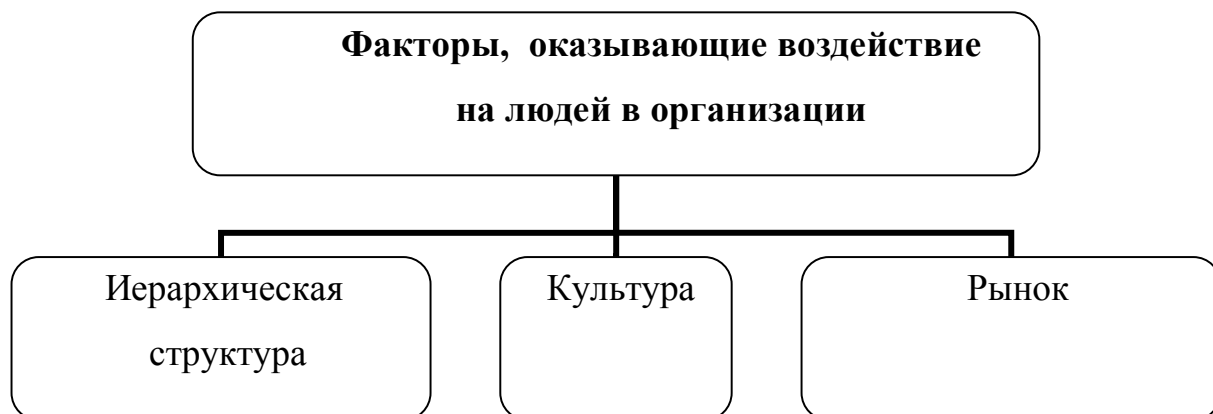 Факторы, оказывающие воздействие
на людей в организации
Иерархическая
структура
Культура
Рынок